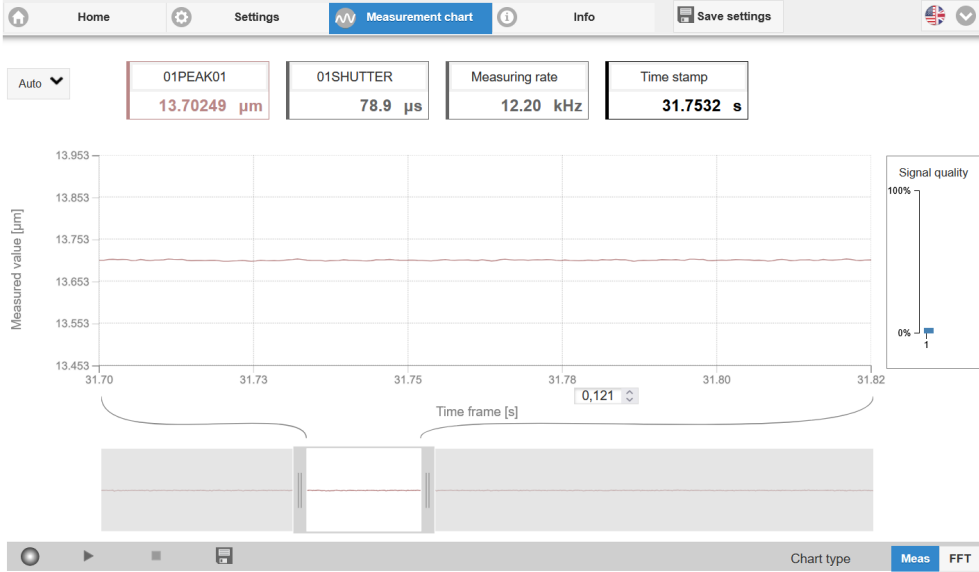 Home Settings Measurement chart Info Save settings
Auto
01PEAK01 01SHUTTER Measuring rate Time stamp
13.70249 µm 78.9 µs 12.20 kHz 31.7532 s
Measured value [µm]
13.953
13.853
13.753
13.653
13.553
13.453
31.70 31.73 31.75 31.78 31.80 31.82
0,121
Time frame [s]
Signal quality
100%
0%
1
Chart type Meas FFT